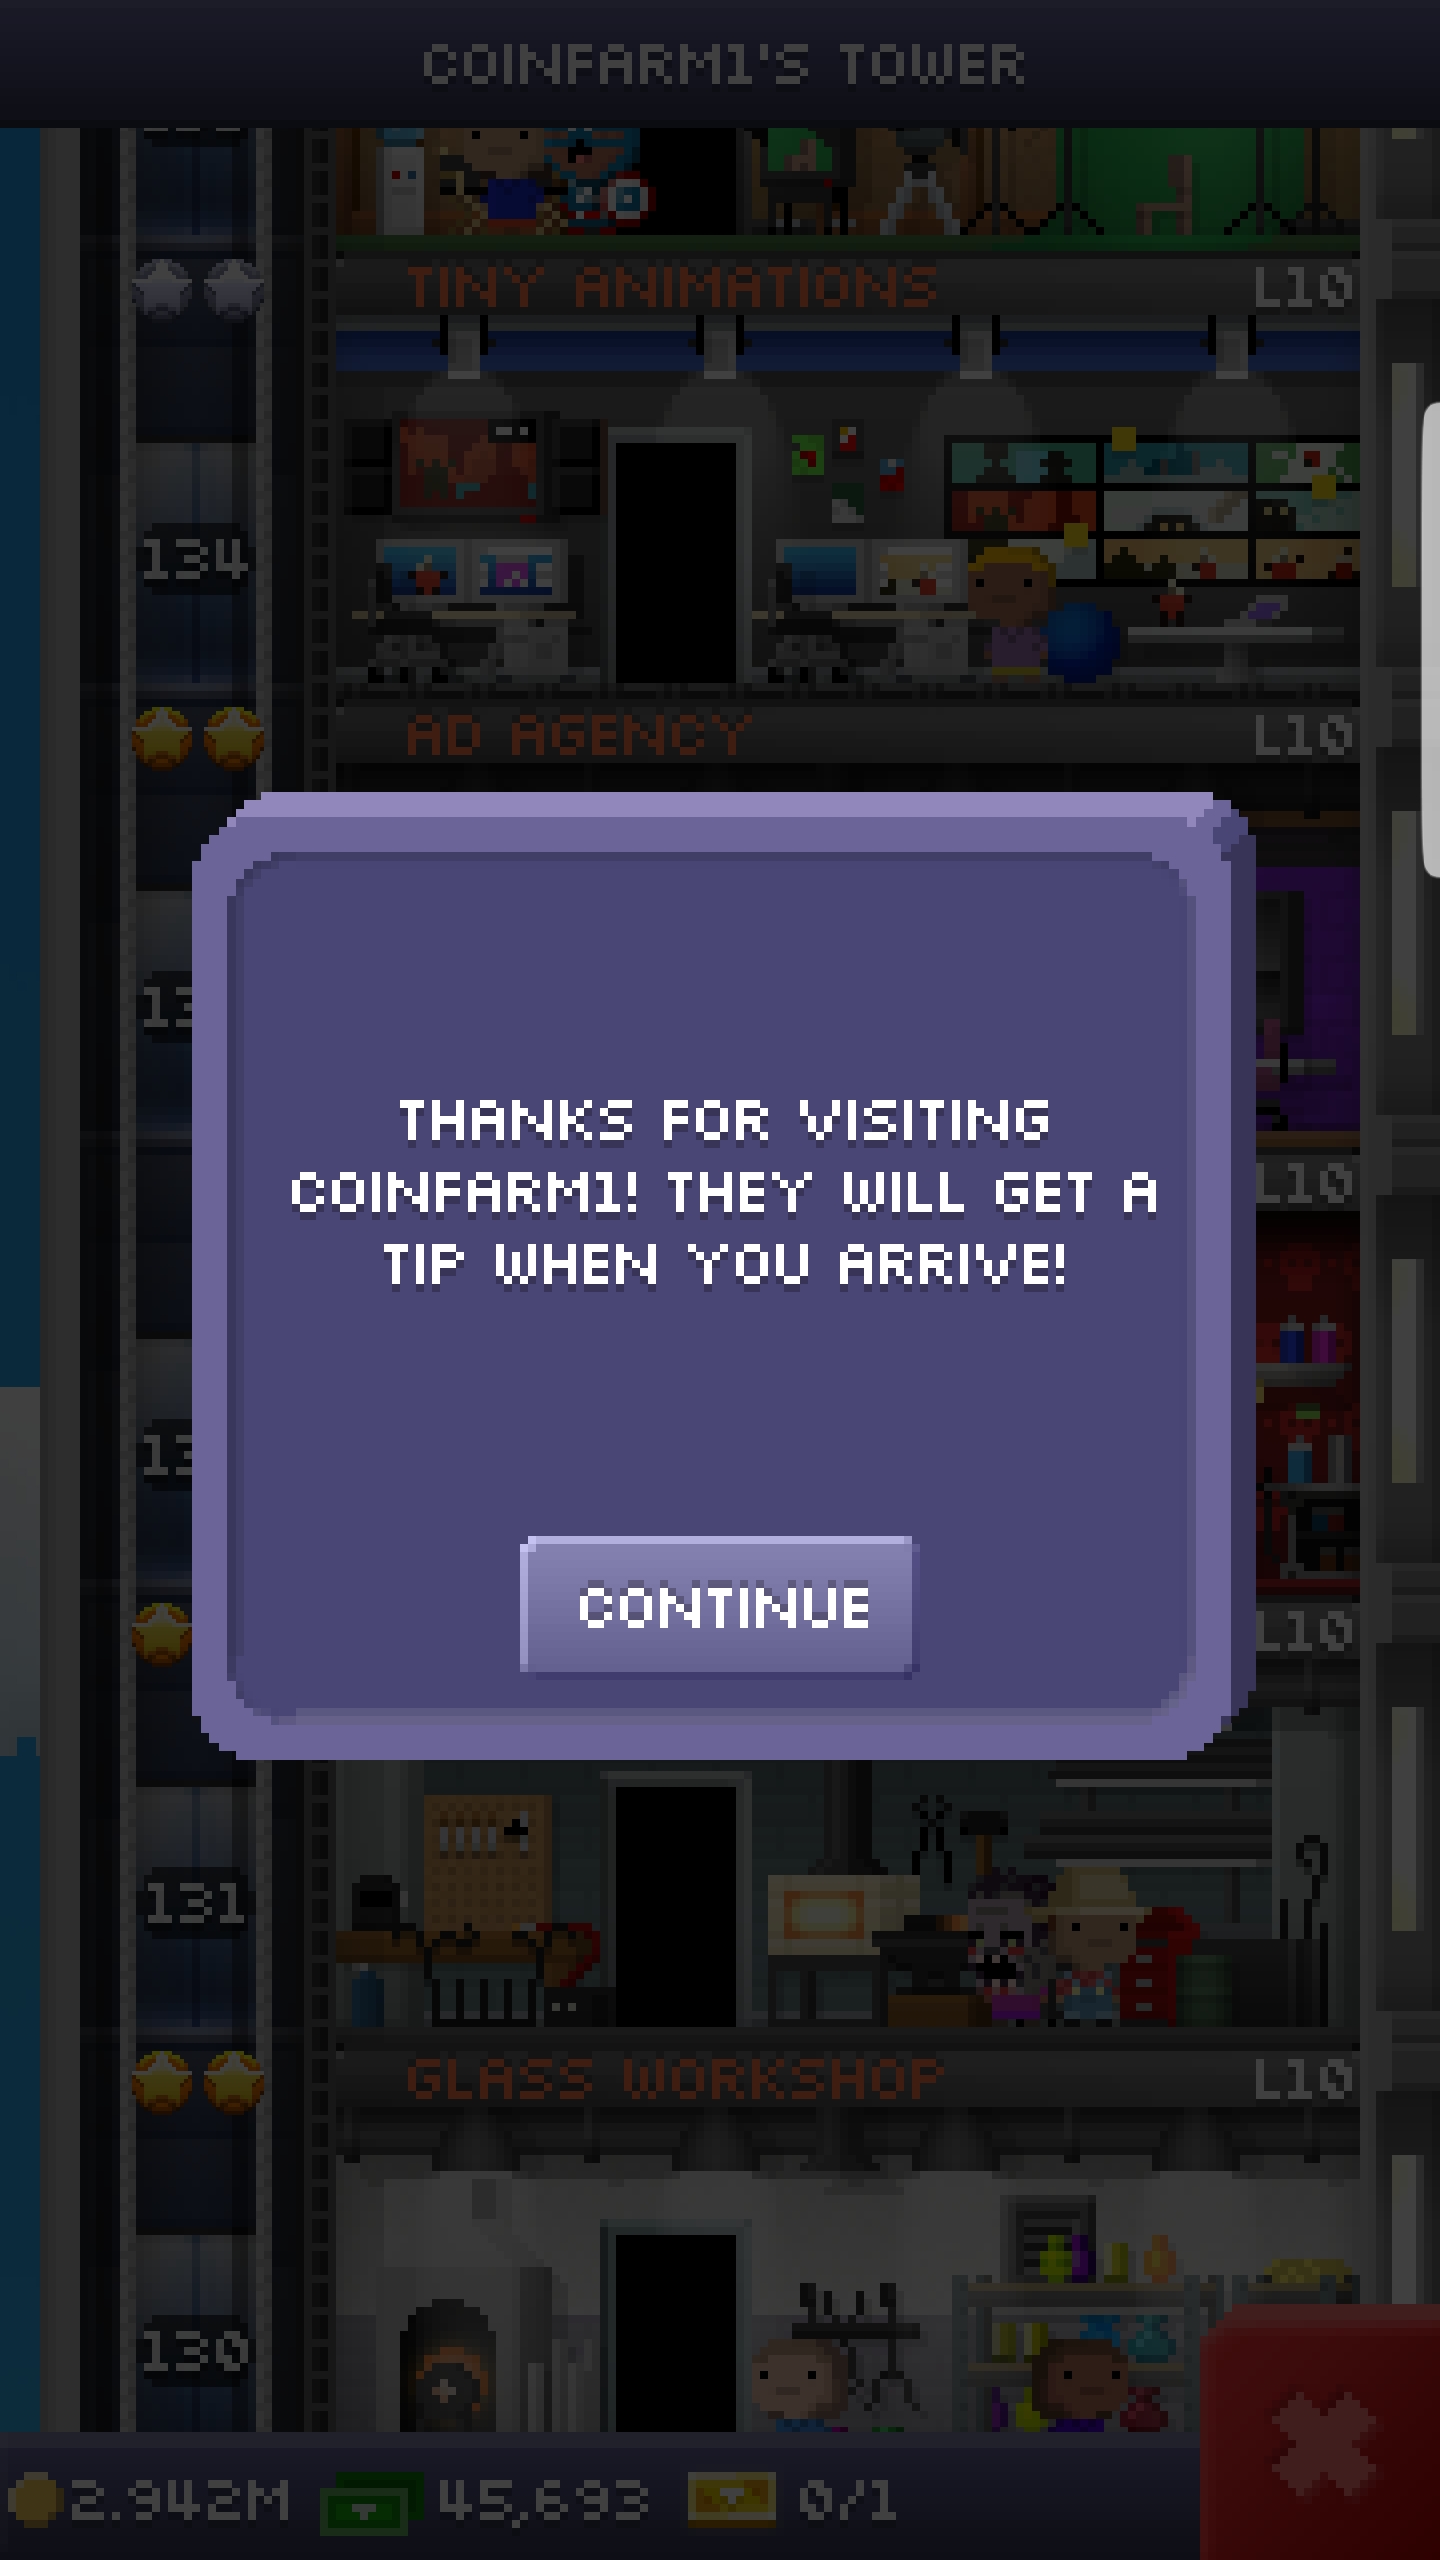 COINFARM1'S TOWER
TINY ANIMATIONS L10
134
AD AGENCY L10
L10
THANKS FOR VISITING
COINFARM1! THEY WILL GET A
TIP WHEN YOU ARRIVE!
L10
CONTINUE
131
GLASS WORKSHOP L10
130
2.942M 45,693 0/1